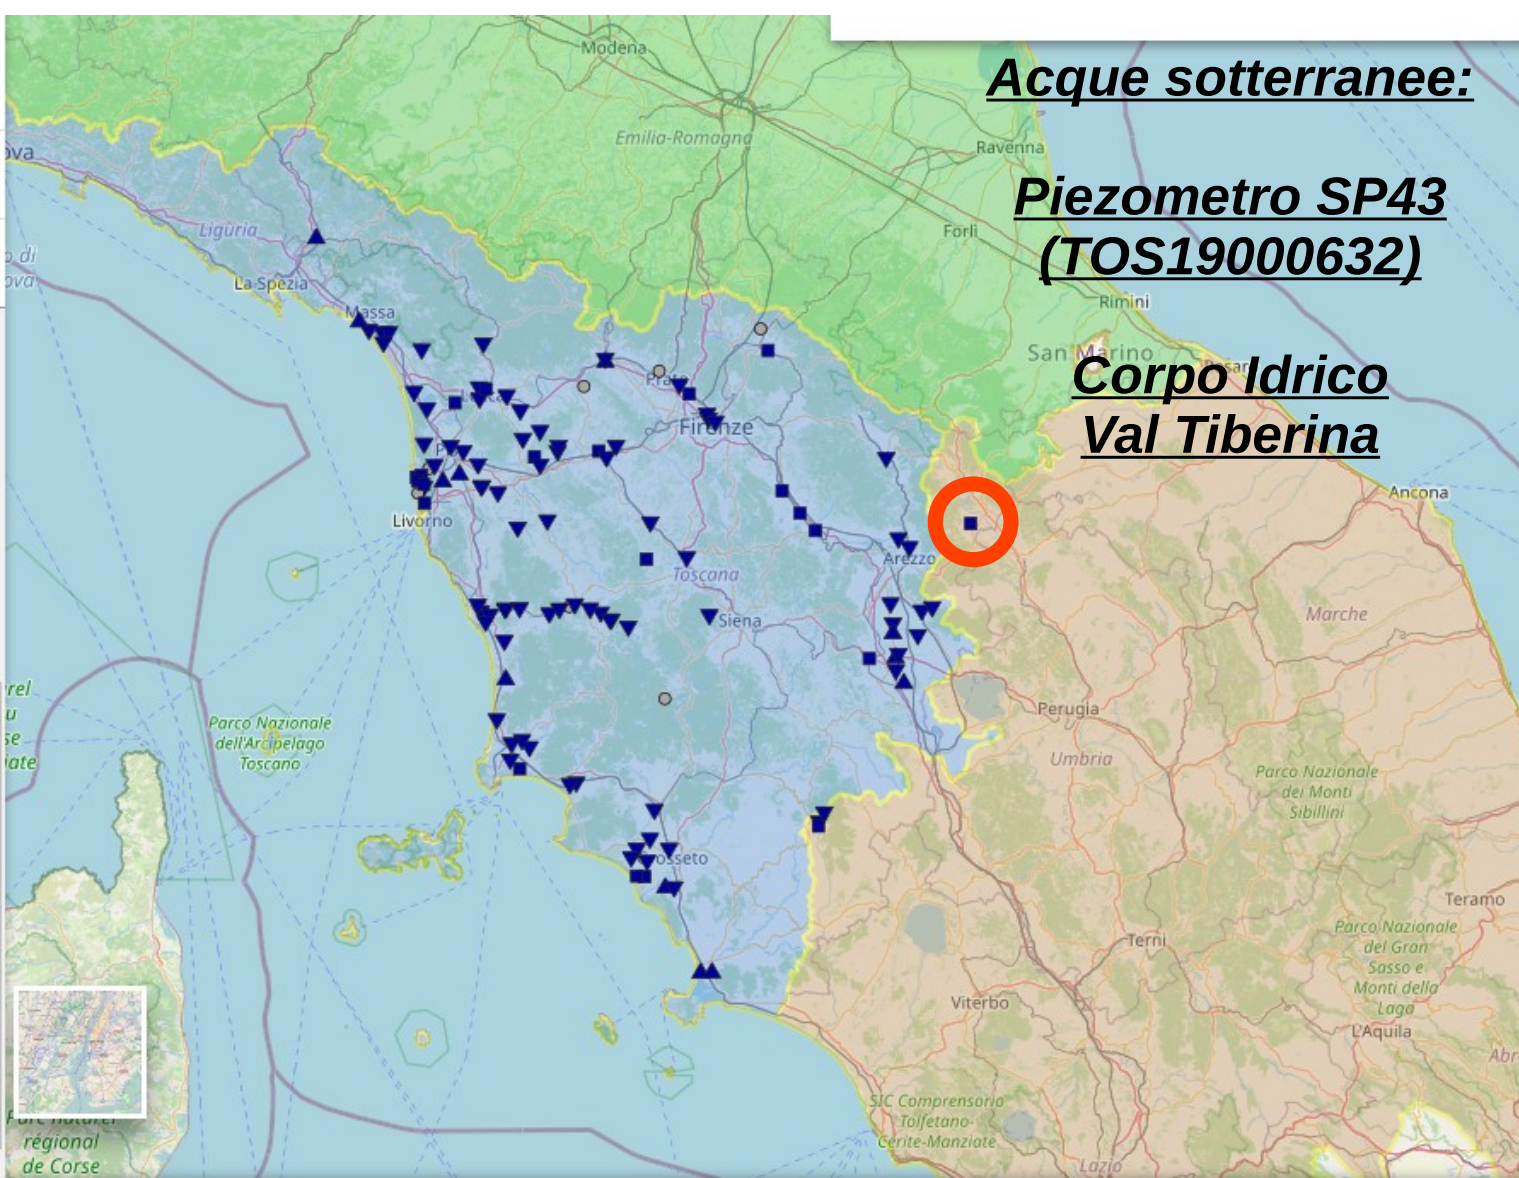 Acque sotterranee:
Piezometro SP43
(TOS19000632)
Corpo Idrico
Val Tiberina
Modena
Emilia-Romagna
Ravenna
Forlì
Rimini
San Marino
Liguria
La Spezia
Massa
Prato
Firenze
Livorno
Arezzo
Ancona
Toscana
Siena
Marche
Perugia
Umbria
Parco Nazionale
dell'Arcipelago
Toscano
Parco Nazionale
dei Monti
Sibillini
Teramo
Parco Nazionale
del Gran
Sasso e
Monti della
Laga
Terni
Viterbo
L'Aquila
SIC Comprensorio
Tolfetano-
Cerite-Manziate
Lazio
Parc naturel
régional
de Corse